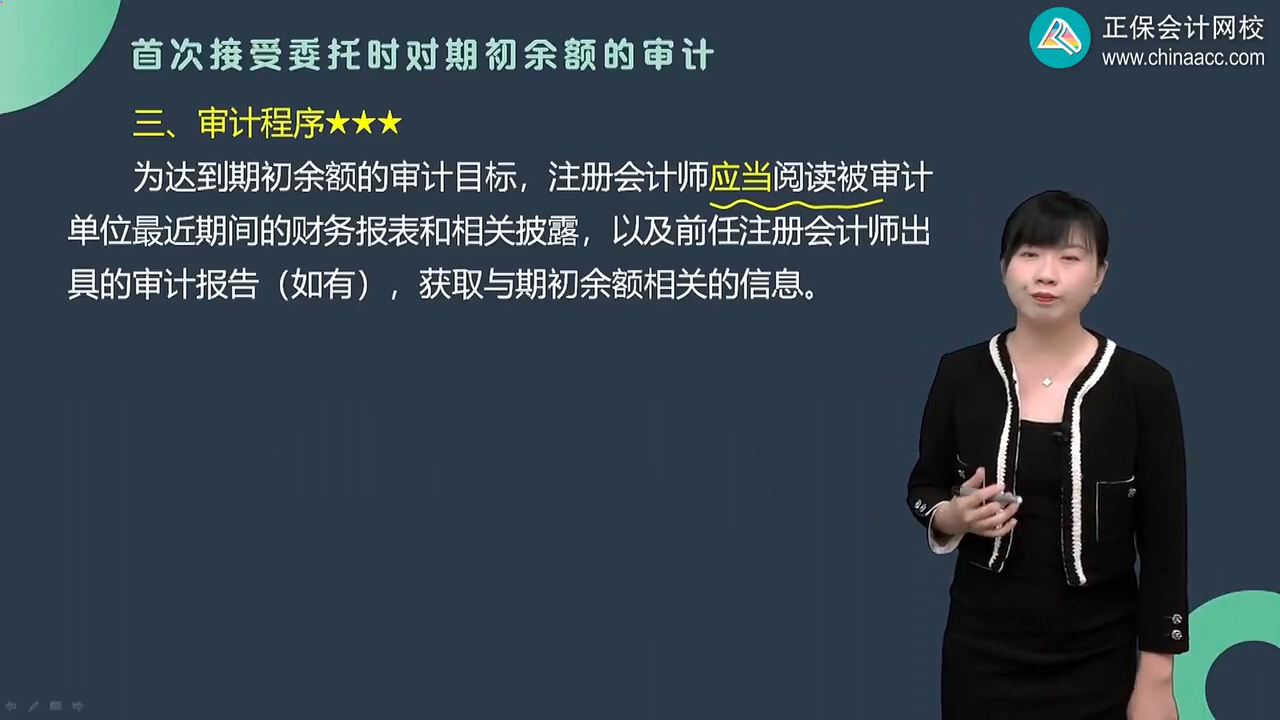 首次接受委托时对期初余额的审计
正保会计网校
www.chinaacc.com
三、审计程序★★★
为达到期初余额的审计目标，注册会计师应当阅读被审计
单位最近期间的财务报表和相关披露，以及前任注册会计师出
具的审计报告（如有），获取与期初余额相关的信息。